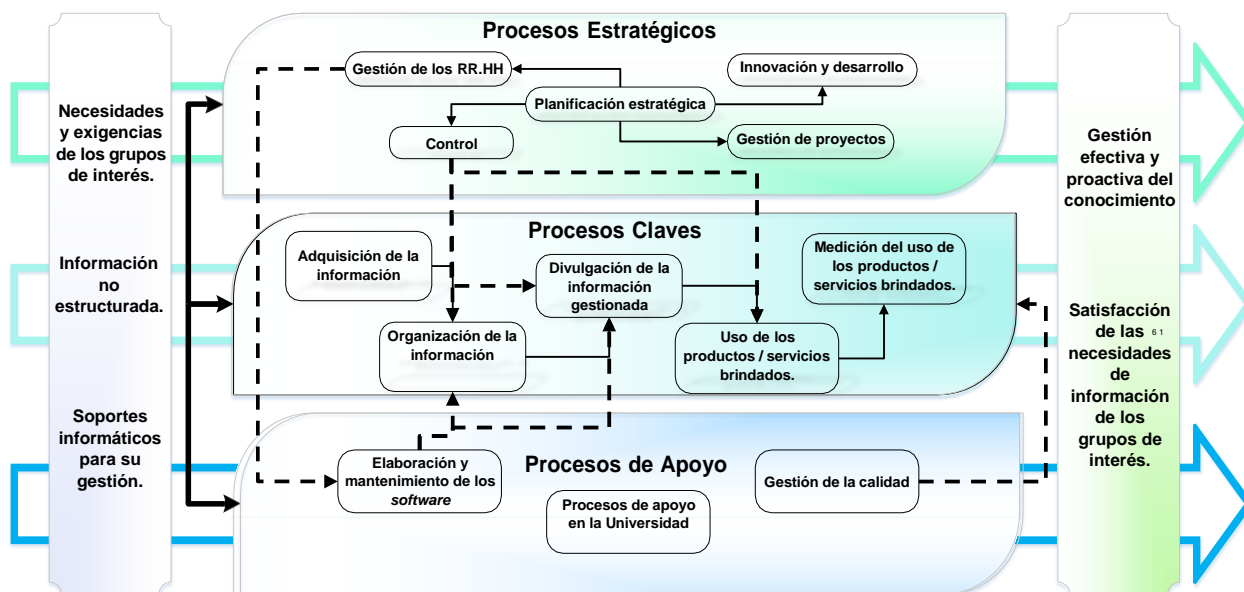 Necesidades
y exigencias
de los grupos
de interés.
Información
no
estructurada.
Soportes
informáticos
para su
gestión.
Procesos Estratégicos
Gestión de los RR.HH
Innovación y desarrollo
Planificación estratégica
Control
Gestión de proyectos
Procesos Claves
Adquisición de la
información
Divulgación de la
información
gestionada
Medición del uso de
los productos /
servicios brindados.
Organización de la
información
Uso de los
productos / servicios
brindados.
Procesos de Apoyo
Elaboración y
mantenimiento de los
software
Procesos de apoyo
en la Universidad
Gestión de la calidad
Gestión
efectiva y
proactiva del
conocimiento
Satisfacción
de las 61
necesidades
de
información
de los
grupos de
interés.